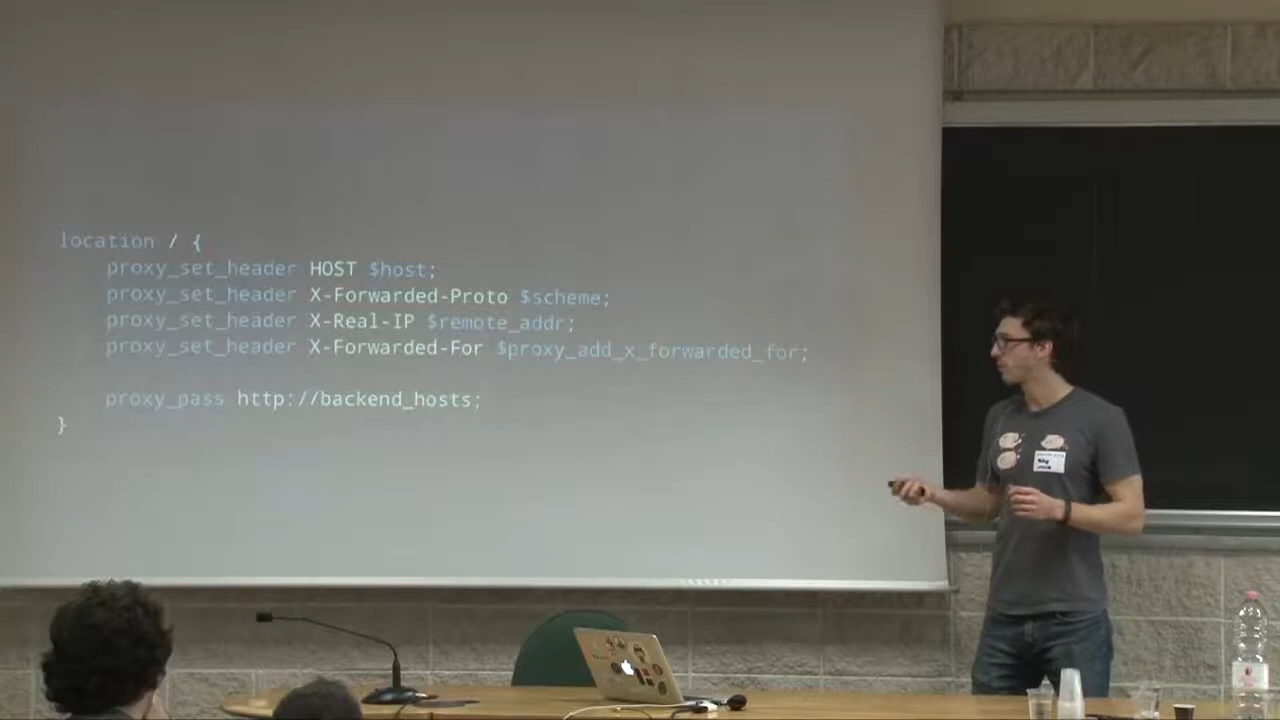 location / {
proxy_set_header HOST $host;
proxy_set_header X-Forwarded-Proto $scheme;
proxy_set_header X-Real-IP $remote_addr;
proxy_set_header X-Forwarded-For $proxy_add_x_forwarded_for;
proxy_pass http://backend_hosts;
}